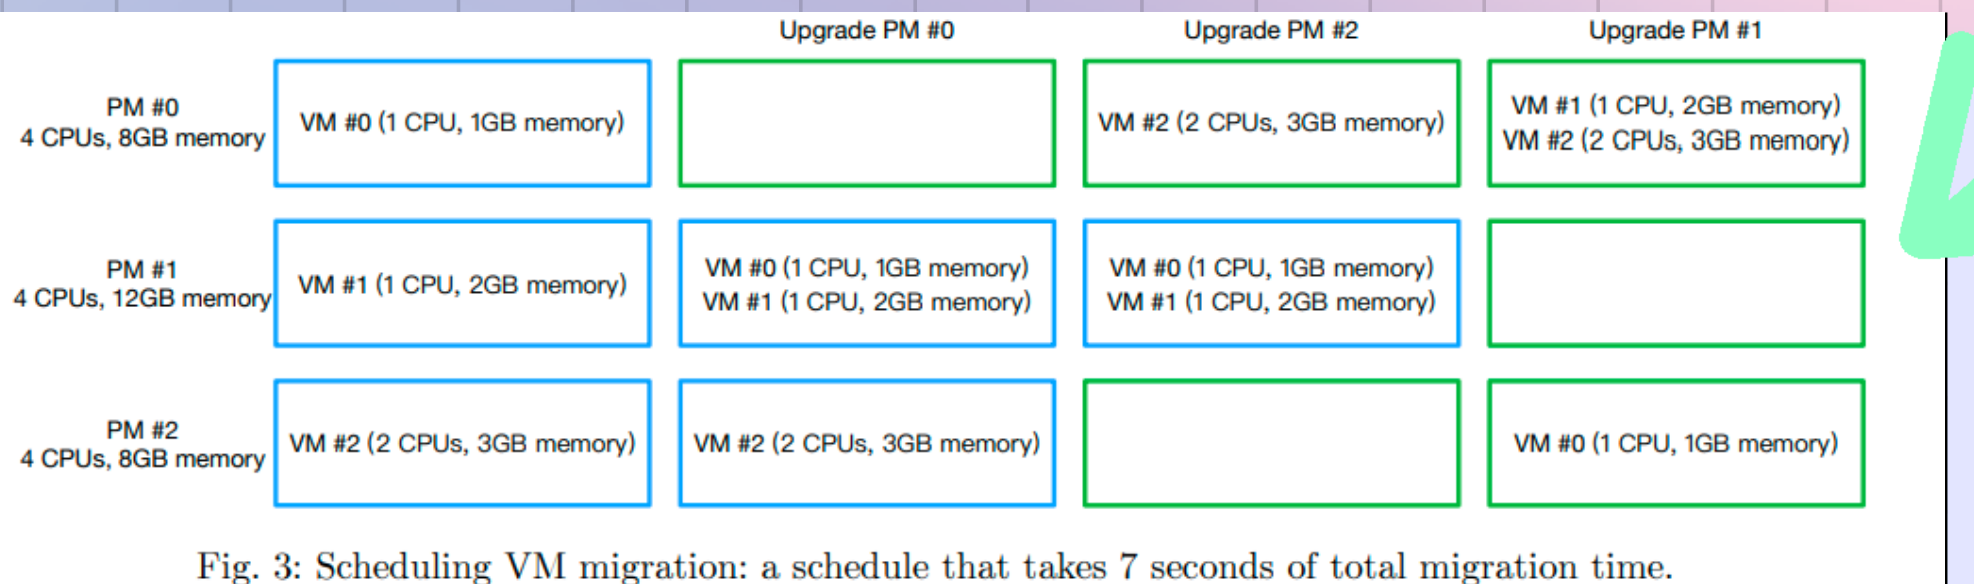 Upgrade PM #0
Upgrade PM #2
Upgrade PM #1
PM #0
4 CPUs, 8GB memory
VM #0 (1 CPU, 1GB memory)
VM #2 (2 CPUs, 3GB memory)
VM #1 (1 CPU, 2GB memory)
VM #2 (2 CPUs, 3GB memory)
PM #1
4 CPUs, 12GB memory
VM #1 (1 CPU, 2GB memory)
VM #0 (1 CPU, 1GB memory)
VM #1 (1 CPU, 2GB memory)
VM #0 (1 CPU, 1GB memory)
VM #1 (1 CPU, 2GB memory)
PM #2
4 CPUs, 8GB memory
VM #2 (2 CPUs, 3GB memory)
VM #2 (2 CPUs, 3GB memory)
VM #0 (1 CPU, 1GB memory)
Fig. 3: Scheduling VM migration: a schedule that takes 7 seconds of total migration time.